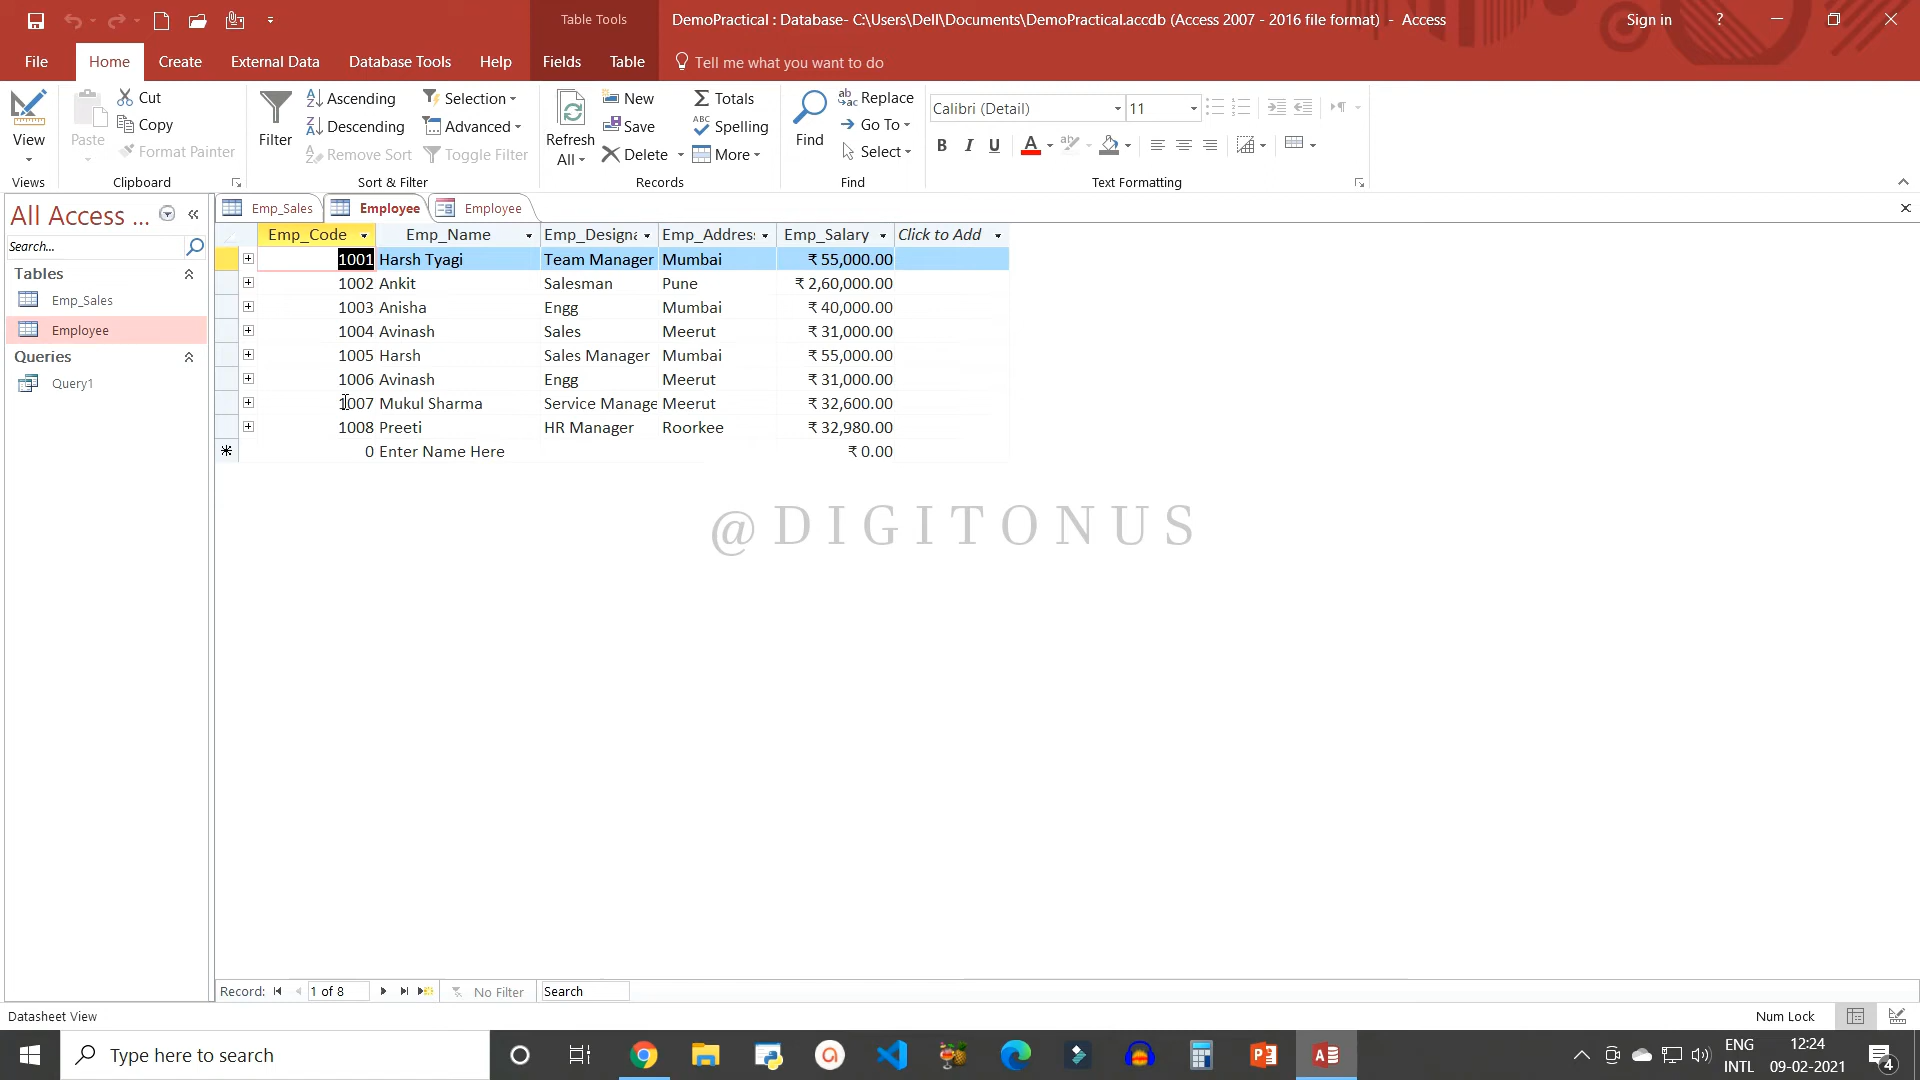 Table Tools
DemoPractical : Database- C:\Users\Dell\Documents\DemoPractical.accdb (Access 2007 - 2016 file format) - Access
Sign in ?
File Home Create External Data Database Tools Help Fields Table Tell me what you want to do
View
Views
Paste
Cut
Copy
Format Painter
Clipboard
Filter
Ascending
Descending
Remove Sort
Selection
Advanced
Toggle Filter
Sort & Filter
Refresh
All
New
Save
Delete
Totals
Spelling
More
Records
Find
Replace
Go To
Select
Find
Calibri (Detail) 11
B I U A
Text Formatting
All Access ...
Search...
Tables
Emp_Sales
Employee
Queries
Query1
Emp_Sales Employee Employee
Emp_Code Emp_Name Emp_Designa Emp_Addres Emp_Salary Click to Add
1001 Harsh Tyagi Team Manager Mumbai ₹ 55,000.00
1002 Ankit Salesman Pune ₹ 2,60,000.00
1003 Anisha Engg Mumbai ₹ 40,000.00
1004 Avinash Sales Meerut ₹ 31,000.00
1005 Harsh Sales Manager Mumbai ₹ 55,000.00
1006 Avinash Engg Meerut ₹ 31,000.00
1007 Mukul Sharma Service Manage Meerut ₹ 32,600.00
1008 Preeti HR Manager Roorkee ₹ 32,980.00
0 Enter Name Here ₹ 0.00
@DIGITONUS
Record: 1 of 8 No Filter Search
Datasheet View Num Lock
Type here to search
ENG
INTL
12:24
09-02-2021
4